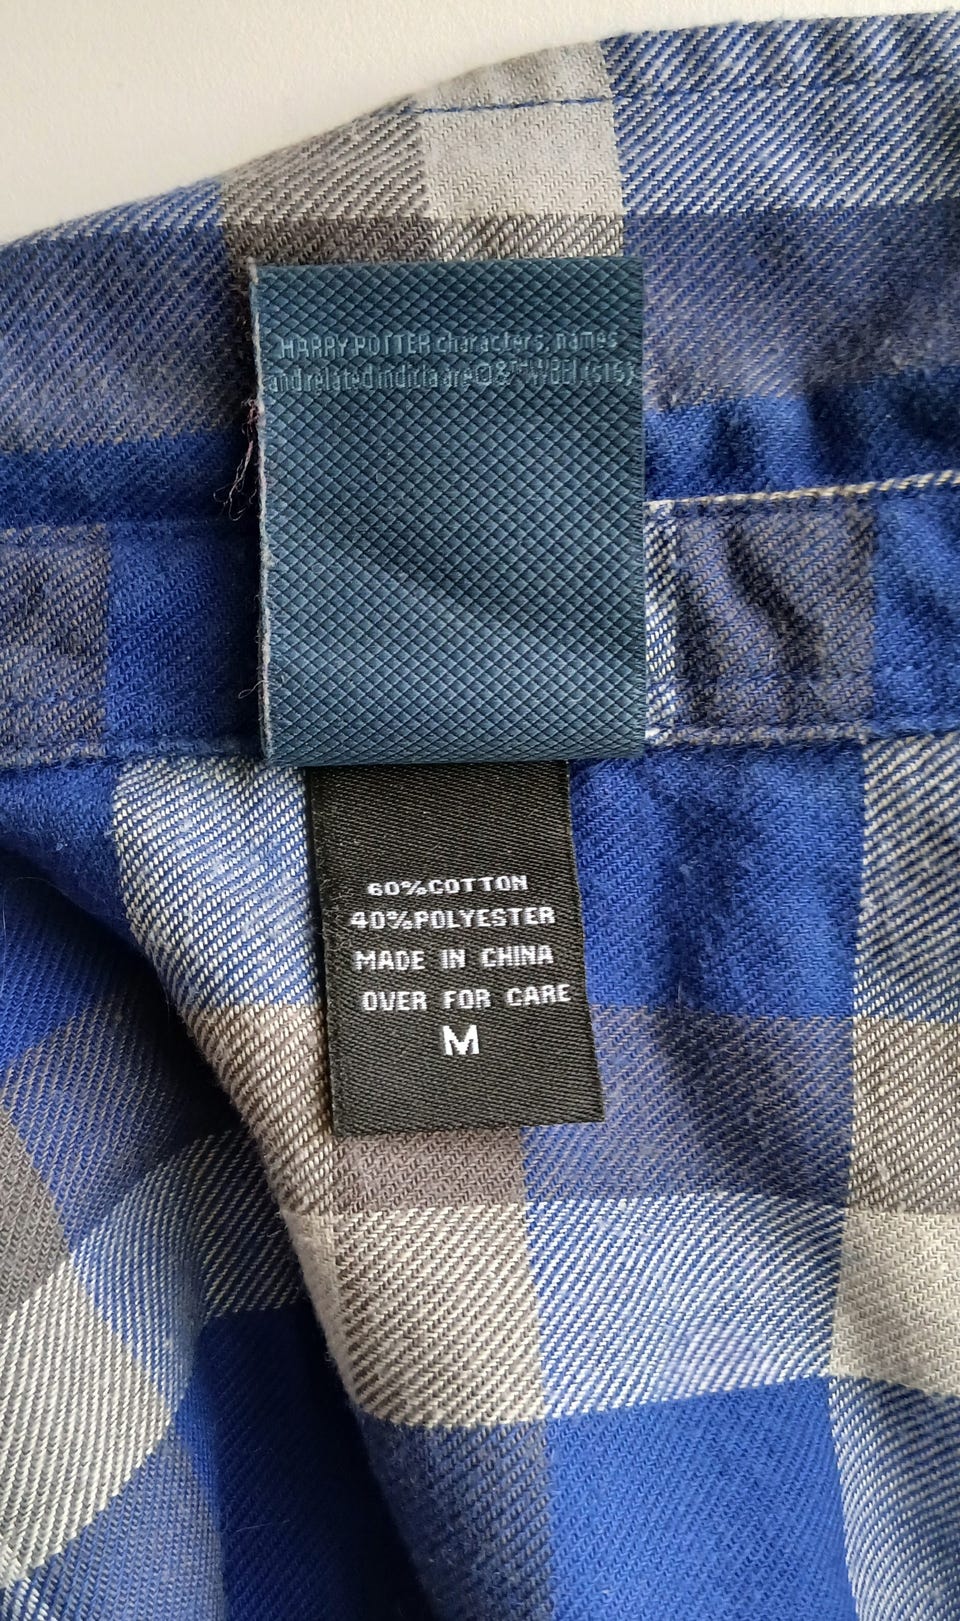 HARRY POTTER characters, names
and related indicia are © & ™ WBEI (s16)
60%COTTON
40%POLYESTER
MADE IN CHINA
OVER FOR CARE
M